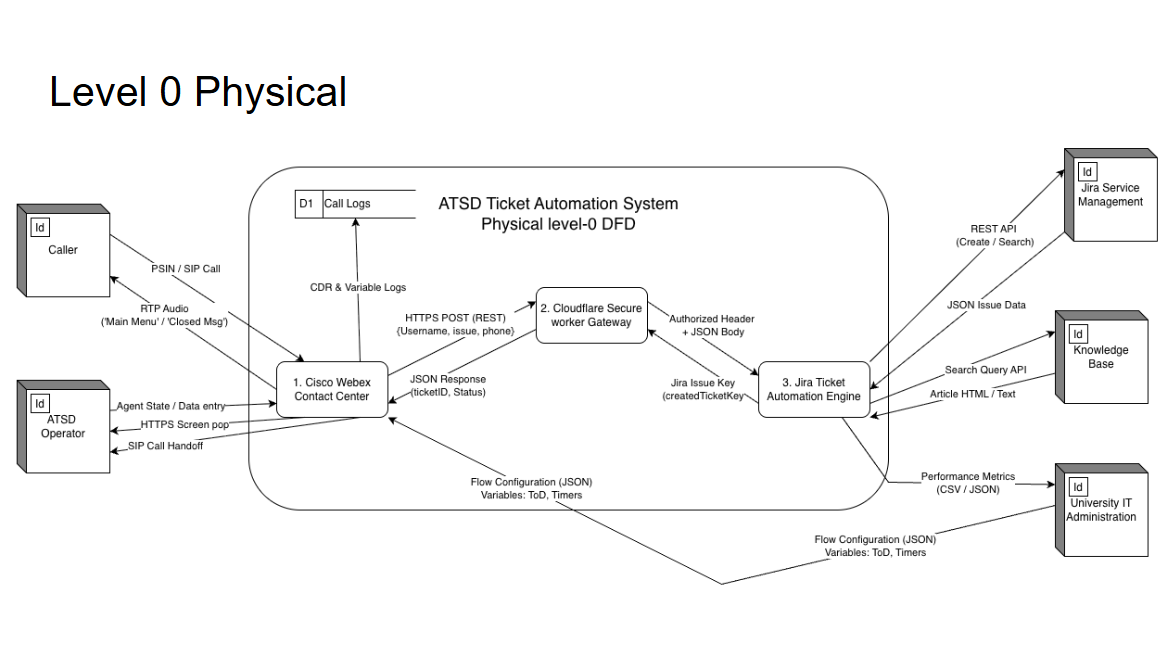 Level 0 Physical
D1 Call Logs
ATSD Ticket Automation System
Physical level-0 DFD
Id
Caller
PSIN / SIP Call
RTP Audio
('Main Menu' / 'Closed Msg')
CDR & Variable Logs
HTTPS POST (REST)
{Username, issue, phone}
2. Cloudflare Secure
worker Gateway
Authorized Header
+ JSON Body
REST API
(Create / Search)
Id
Jira Service
Management
JSON Issue Data
1. Cisco Webex
Contact Center
JSON Response
(ticketID, Status)
Jira Issue Key
(createdTicketKey)
3. Jira Ticket
Automation Engine
Search Query API
Article HTML / Text
Id
Knowledge
Base
Id
ATSD
Operator
Agent State / Data entry
HTTPS Screen pop
SIP Call Handoff
Flow Configuration (JSON)
Variables: ToD, Timers
Performance Metrics
(CSV / JSON)
Id
University IT
Administration
Flow Configuration (JSON)
Variables: ToD, Timers